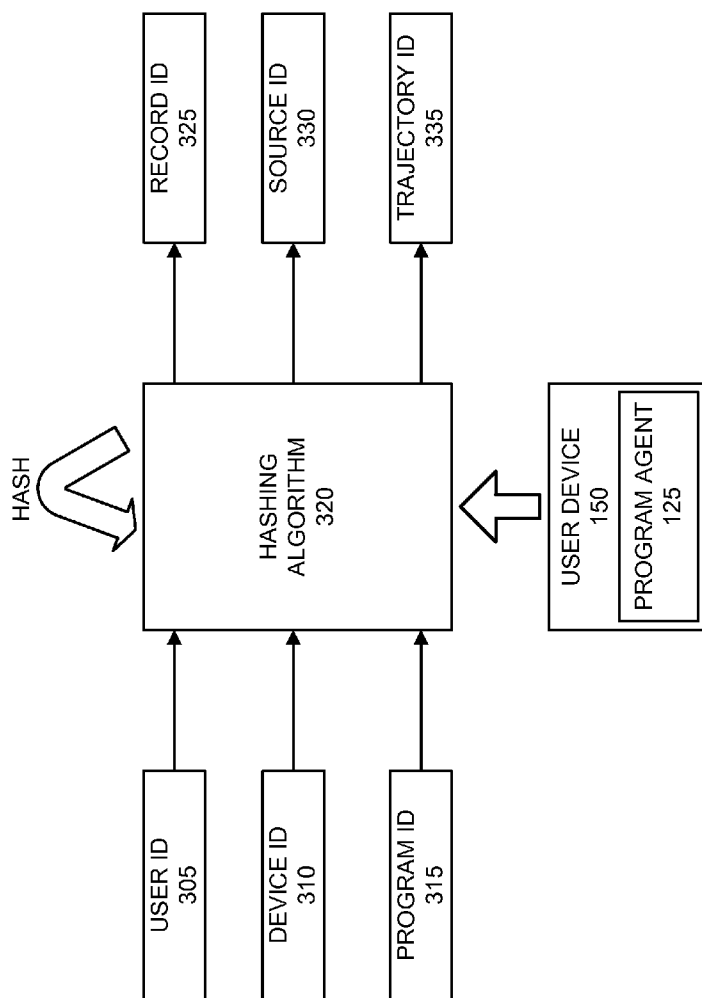 HASH
USER ID
305
DEVICE ID
310
PROGRAM ID
315
HASHING
ALGORITHM
320
RECORD ID
325
SOURCE ID
330
TRAJECTORY ID
335
USER DEVICE
150
PROGRAM AGENT
125